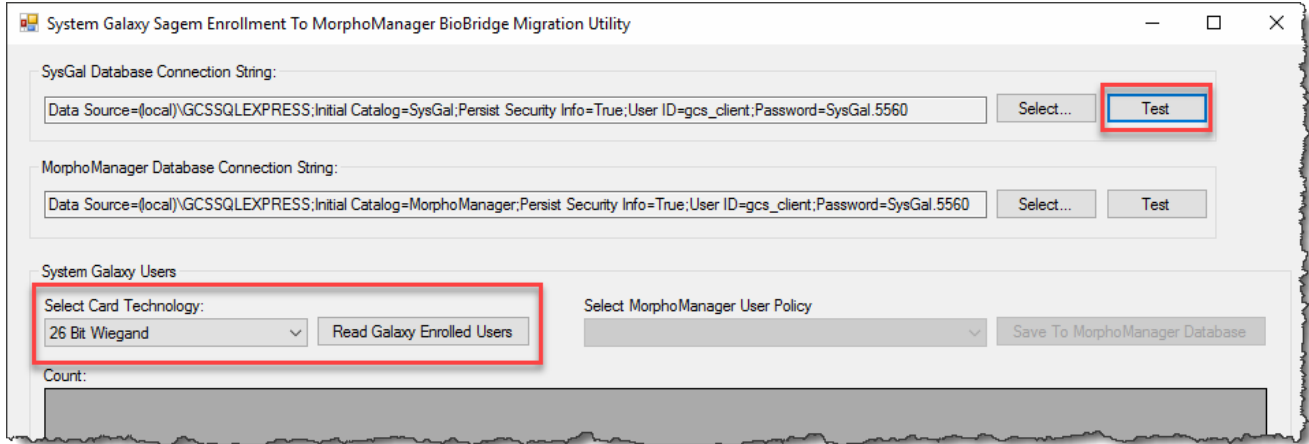 System Galaxy Sagem Enrollment To MorphoManager BioBridge Migration Utility
SysGal Database Connection String:
Data Source=(local)\GCSSQLEXPRESS;Initial Catalog=SysGal;Persist Security Info=True;User ID=gcs_client;Password=SysGal.5560 Select... Test
MorphoManager Database Connection String:
Data Source=(local)\GCSSQLEXPRESS;Initial Catalog=MorphoManager;Persist Security Info=True;User ID=gcs_client;Password=SysGal.5560 Select... Test
System Galaxy Users
Select Card Technology: Select MorphoManager User Policy
26 Bit Wiegand Read Galaxy Enrolled Users Save To MorphoManager Database
Count: